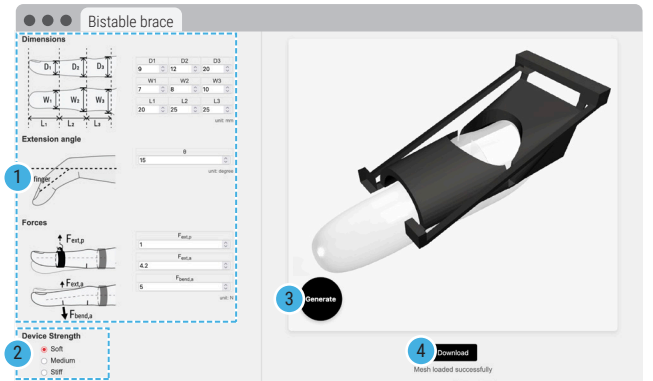 Bistable brace
Dimensions
D1 D2 D3
W1 W2 W3
L1 L2 L3
D1 D2 D3
9 12 20
W1 W2 W3
7 8 10
L1 L2 L3
20 25 25
unit: mm
Extension angle
1
finger
θ
15
unit: degree
Forces
Fext,p
Fext,a
Fbend,a
Fext,p
1
Fext,a
4.2
Fbend,a
5
unit: N
Device Strength
2
Soft
Medium
Stiff
3
Generate
4
Download
Mesh loaded successfully